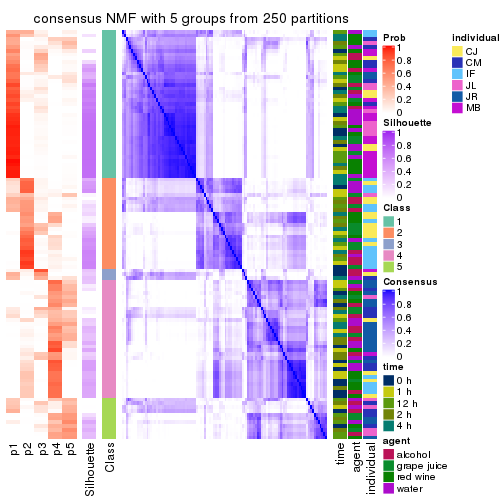 consensus NMF with 5 groups from 250 partitions
p1
p2
p3
p4
p5
Silhouette
Class
time
agent
individual
Prob
1
0.8
0.6
0.4
0.2
0
Silhouette
1
0.8
0.6
0.4
0.2
0
Class
1
2
3
4
5
Consensus
1
0.8
0.6
0.4
0.2
0
time
0 h
1 h
12 h
2 h
4 h
agent
alcohol
grape juice
red wine
water
individual
CJ
CM
IF
JL
JR
MB